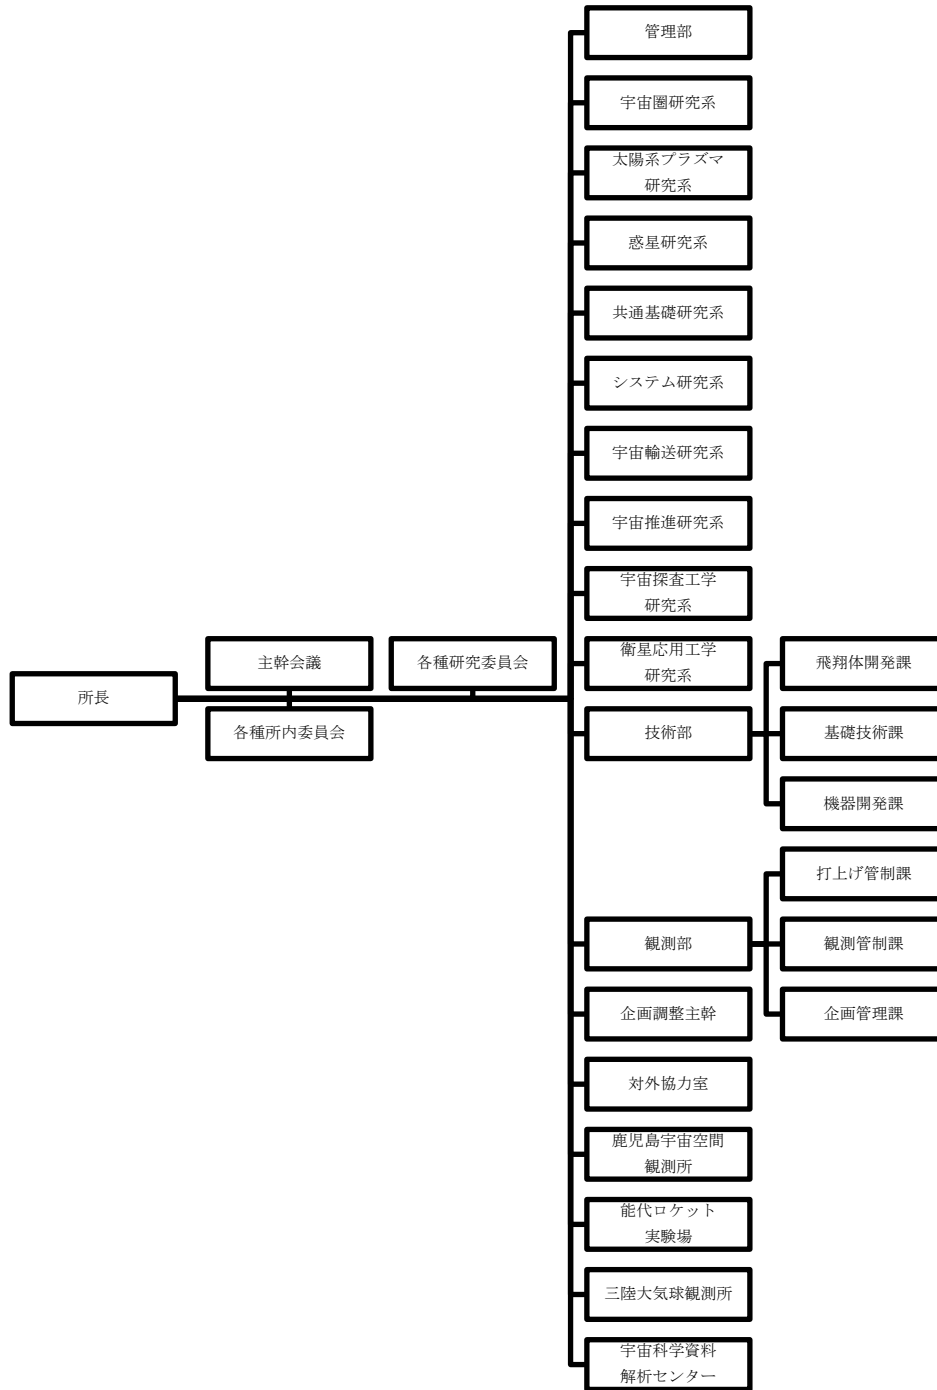 管理部
宇宙圏研究系
太陽系プラズマ
研究系
惑星研究系
共通基礎研究系
システム研究系
宇宙輸送研究系
宇宙推進研究系
宇宙探査工学
研究系
所長
主幹会議
各種所内委員会
各種研究委員会
衛星応用工学
研究系
技術部
飛翔体開発課
基礎技術課
機器開発課
観測部
打上げ管制課
観測管制課
企画管理課
企画調整主幹
対外協力室
鹿児島宇宙空間
観測所
能代ロケット
実験場
三陸大気球観測所
宇宙科学資料
解析センター